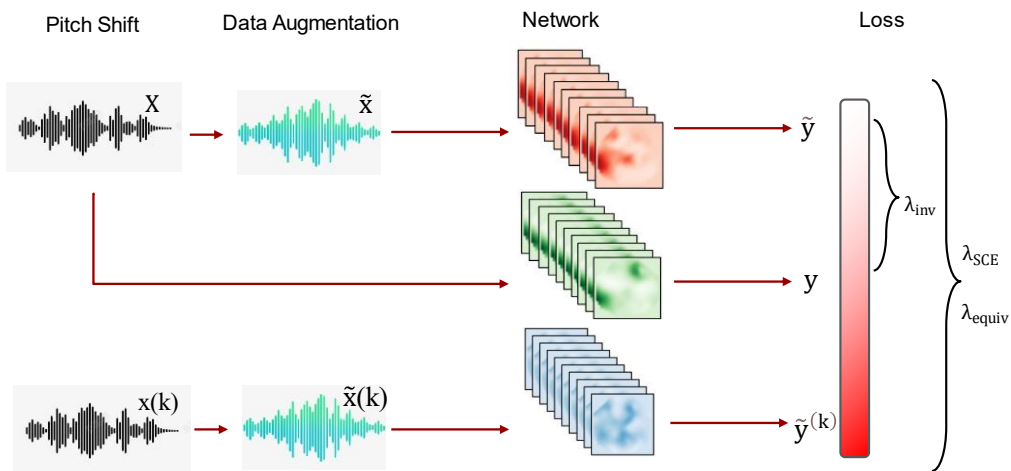 Pitch Shift Data Augmentation Network Loss
X x̃ ỹ
λinv
λSCE
y
λequiv
x(k) x̃(k) ỹ(k)